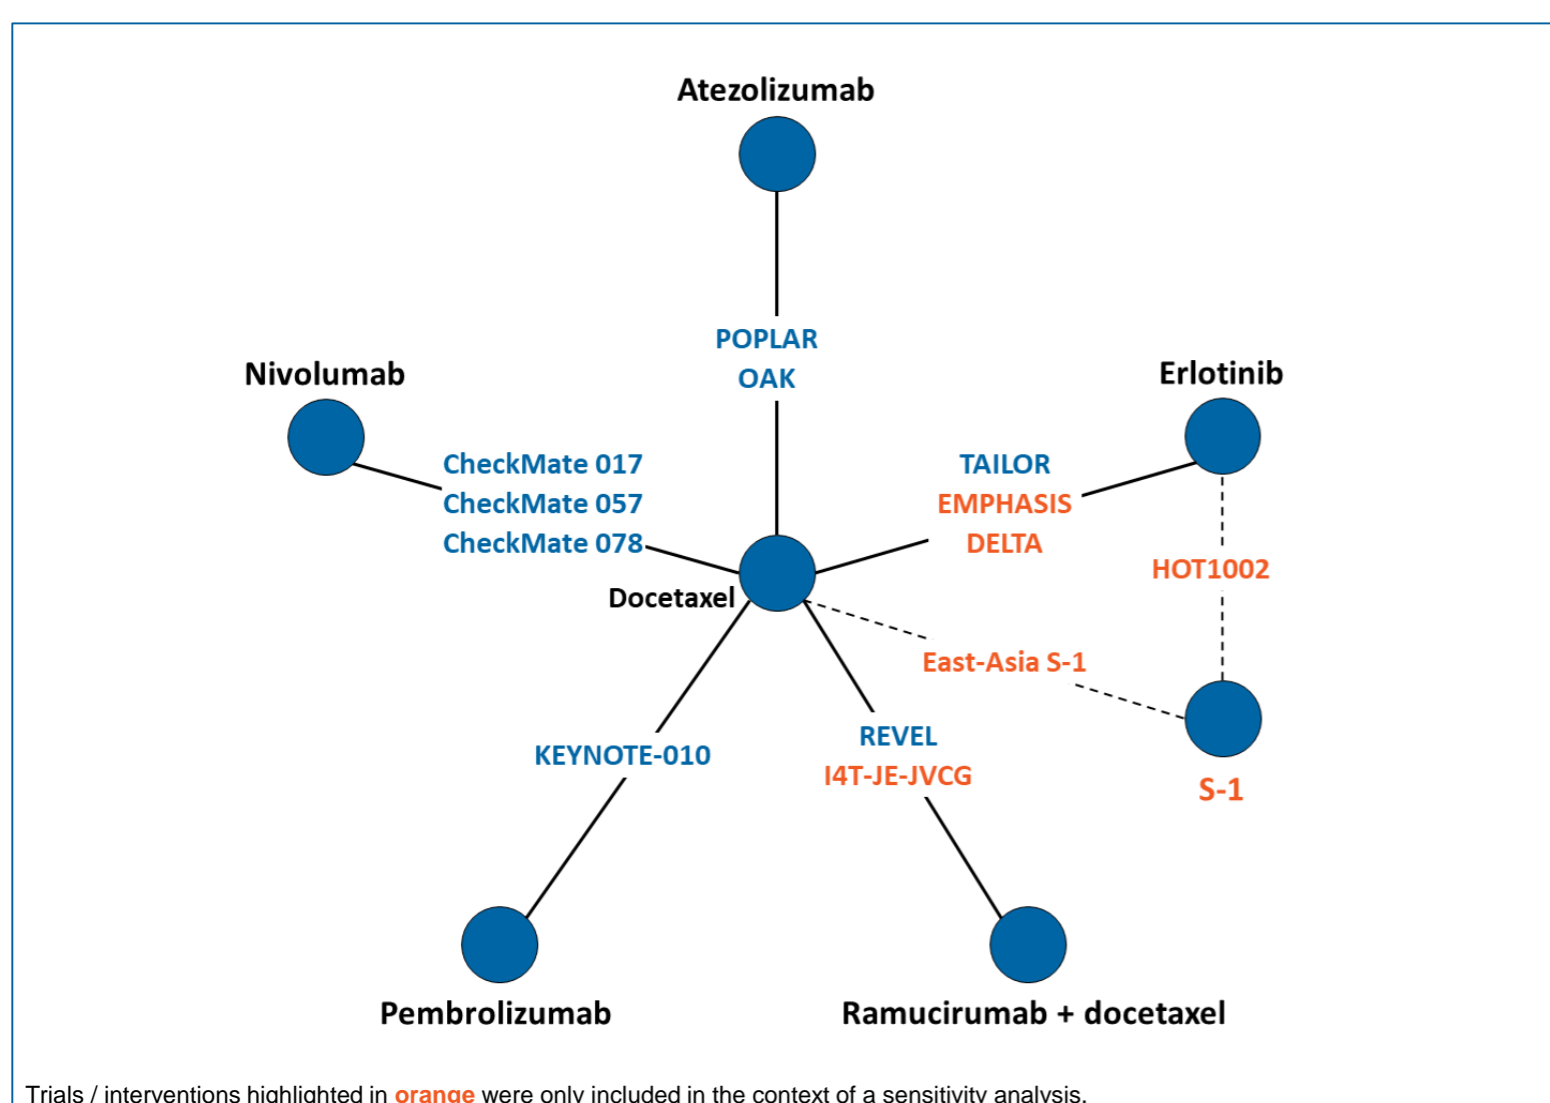 Atezolizumab
POPLAR
OAK
Nivolumab
Erlotinib
CheckMate 017
CheckMate 057
CheckMate 078
TAILOR
EMPHASIS
DELTA
HOT1002
Docetaxel
East-Asia S-1
KEYNOTE-010
REVEL
I4T-JE-JVCG
S-1
Pembrolizumab
Ramucirumab + docetaxel
Trials / interventions highlighted in orange were only included in the context of a sensitivity analysis.